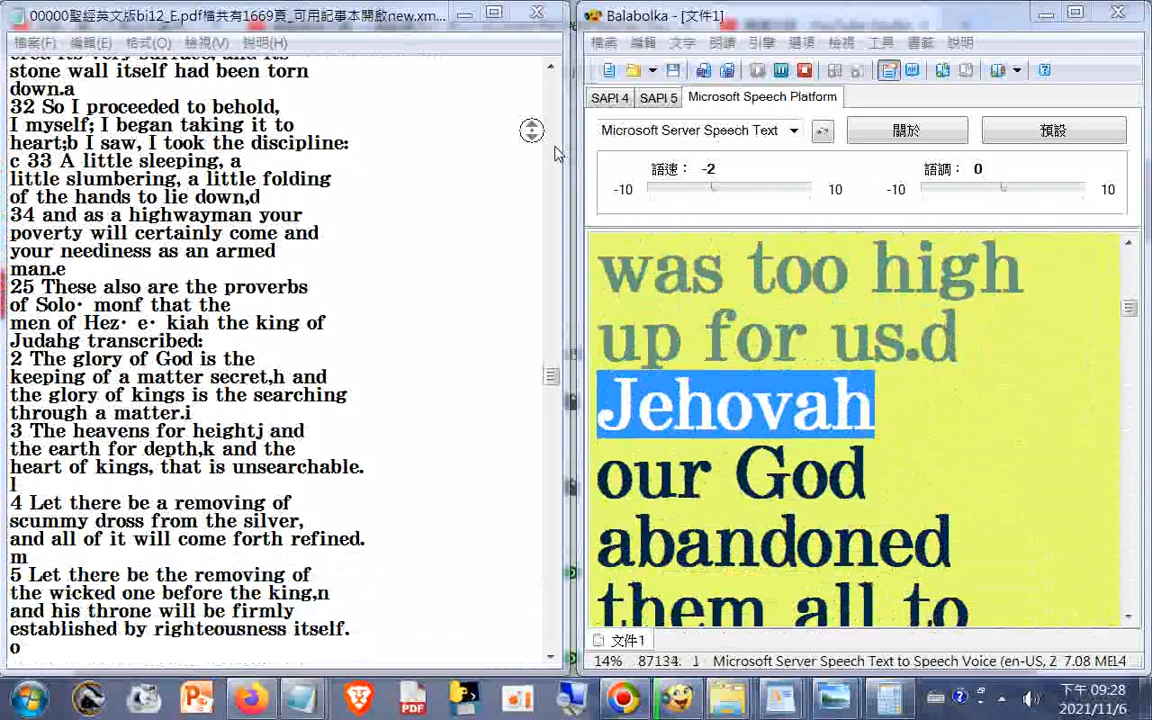 00000聖經英文版bi12_E.pdf檔共有1669頁_可用記事本開啟new.xm...
檔案(F) 編輯(E) 格式(O) 檢視(V) 說明(H)
ered its very surface, and its
stone wall itself had been torn
down.a
32 So I proceeded to behold,
I myself; I began taking it to
heart;b I saw, I took the discipline:
c 33 A little sleeping, a
little slumbering, a little folding
of the hands to lie down,d
34 and as a highwayman your
poverty will certainly come and
your neediness as an armed
man.e
25 These also are the proverbs
of Solo· monf that the
men of Hez· e· kiah the king of
Judahg transcribed:
2 The glory of God is the
keeping of a matter secret,h and
the glory of kings is the searching
through a matter.i
3 The heavens for heightj and
the earth for depth,k and the
heart of kings, that is unsearchable.
l
4 Let there be a removing of
scummy dross from the silver,
and all of it will come forth refined.
m
5 Let there be the removing of
the wicked one before the king,n
and his throne will be firmly
established by righteousness itself.
o
Balabolka - [文件1]
檔案 編輯 文字 朗讀 引擎 選項 檢視 工具 書籤 說明
SAPI 4 SAPI 5 Microsoft Speech Platform
Microsoft Server Speech Text 關於 預設
語速： -2 語調： 0
-10 10 -10 10
was too high
up for us.d
Jehovah
our God
abandoned
them all to
文件1
14% 87134. 1 Microsoft Server Speech Text to Speech Voice (en-US, Z 7.08 ME
下午 09:28
2021/11/6